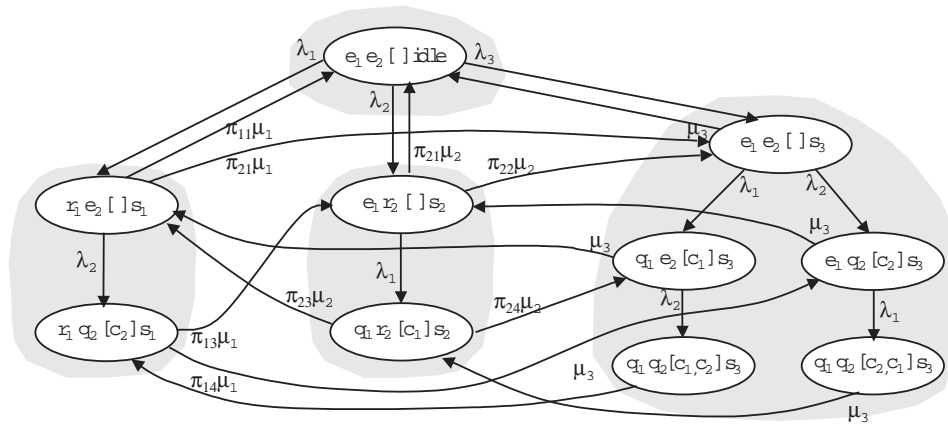 λ₁
e₁ e₂ [ ] idle
λ₃
λ₂
π₁₁μ₁
π₂₁μ₁
π₂₁μ₂
π₂₂μ₂
μ₃
e₁ e₂ [ ] s₃
λ₁
λ₂
r₁ e₂ [ ] s₁
e₁ r₂ [ ] s₂
μ₃
μ₃
λ₂
λ₁
q₁ e₂ [c₁] s₃
e₁ q₂ [c₂] s₃
π₂₃μ₂
π₂₄μ₂
λ₂
λ₁
r₁ q₂ [c₂] s₁
π₁₃μ₁
q₁ r₂ [c₁] s₂
q₁ q₂ [c₁, c₂] s₃
q₁ q₂ [c₂, c₁] s₃
π₁₄μ₁
μ₃
μ₃